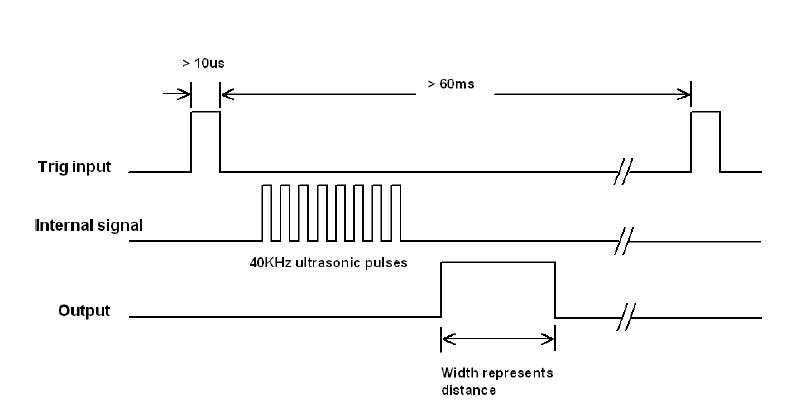 > 10us
> 60ms
Trig input
Internal signal
40KHz ultrasonic pulses
Output
Width represents
distance